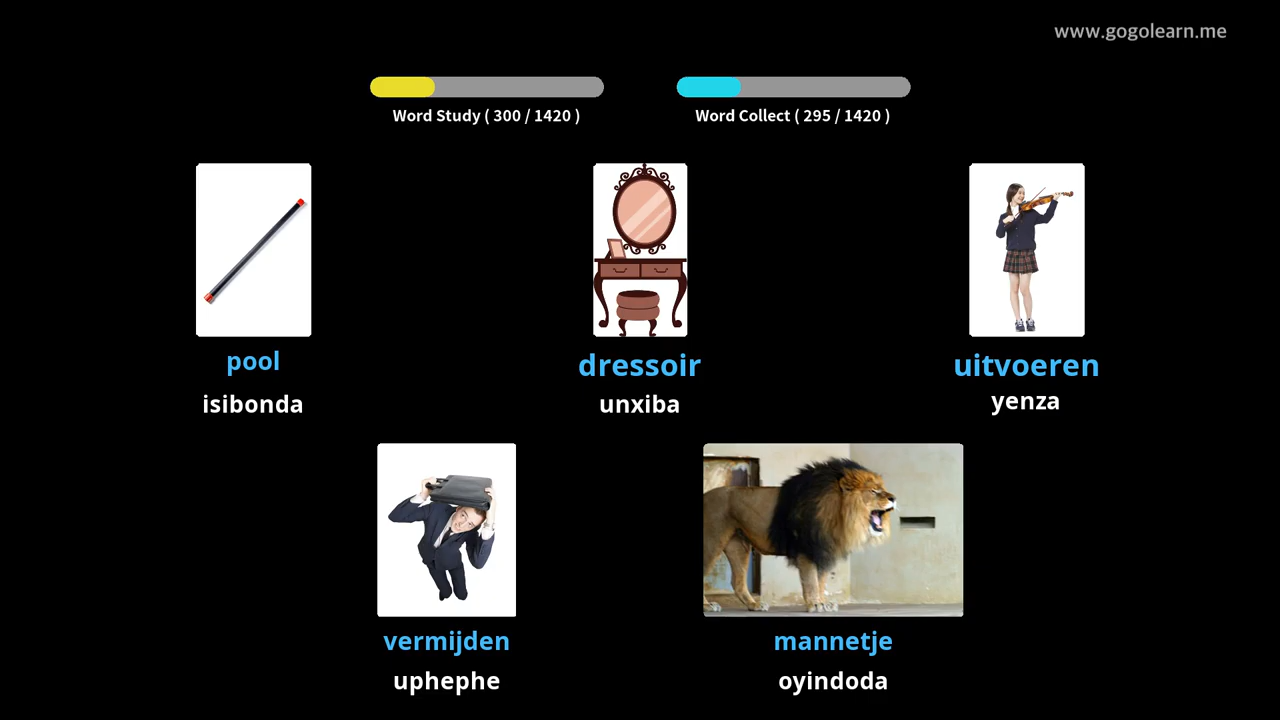 www.gogolearn.me
Word Study ( 300 / 1420 )
Word Collect ( 295 / 1420 )
pool
isibonda
dressoir
unxiba
uitvoeren
yenza
vermijden
uphephe
mannetje
oyindoda